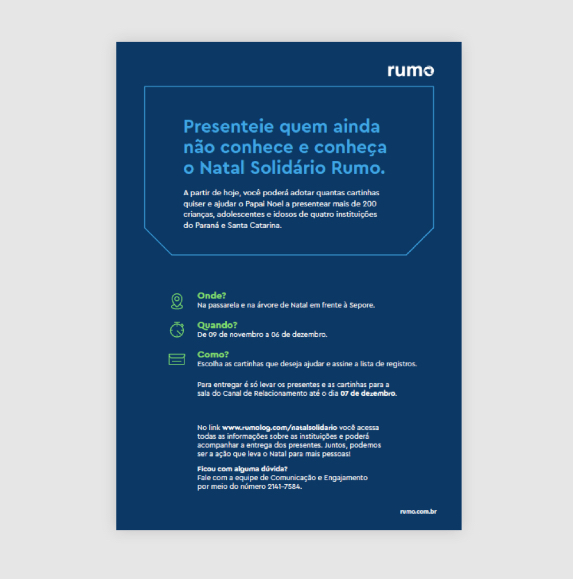 rumo
Presenteie quem ainda
não conhece e conheça
o Natal Solidário Rumo.
A partir de hoje, você poderá adotar quantas cartinhas
quiser e ajudar o Papai Noel a presentear mais de 200
crianças, adolescentes e idosos de quatro instituições
do Paraná e Santa Catarina.
Onde?
Na passarela e na árvore de Natal em frente à Sepore.
Quando?
De 09 de novembro a 06 de dezembro.
Como?
Escolha as cartinhas que deseja ajudar e assine a lista de registros.
Para entregar é só levar os presentes e as cartinhas para a
sala do Canal de Relacionamento até o dia 07 de dezembro.
No link www.rumolog.com/natalsolidario você acessa
todas as informações sobre as instituições e poderá
acompanhar a entrega dos presentes. Juntos, podemos
ser a ação que leva o Natal para mais pessoas!
Ficou com alguma dúvida?
Fale com a equipe de Comunicação e Engajamento
por meio do número 2141-7584.
rumo.com.br